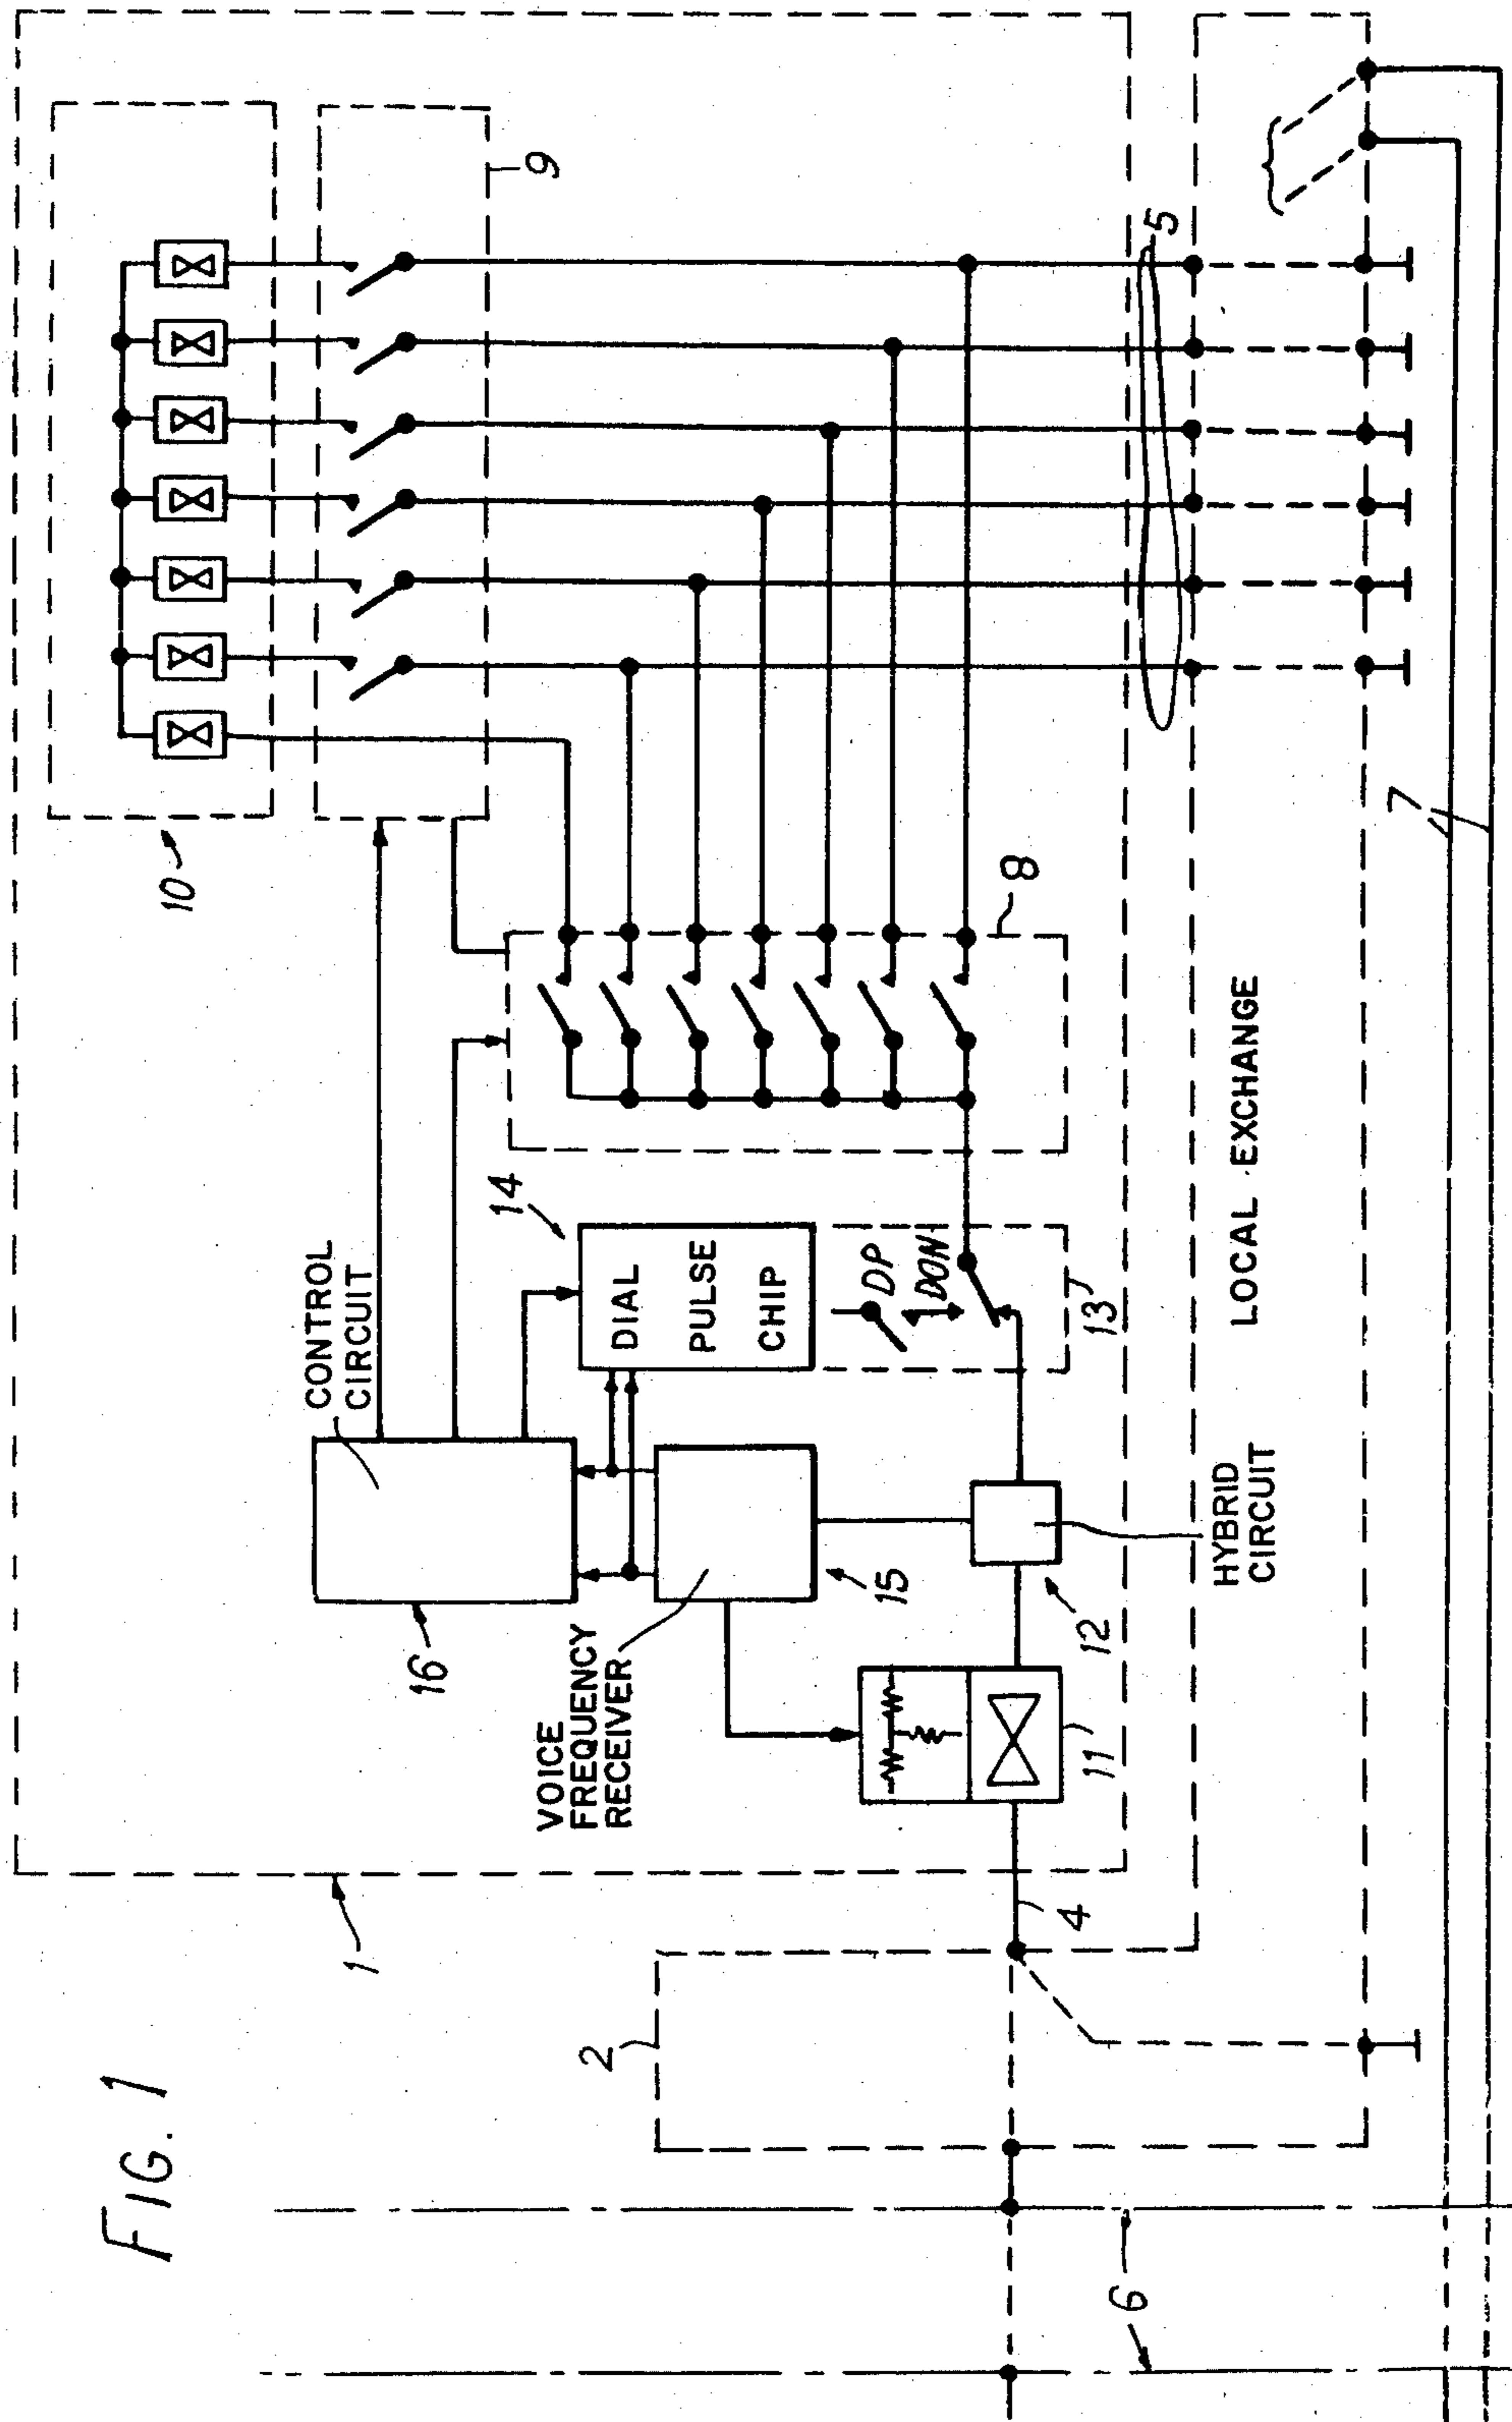 FIG. 1
1
2
4
5
6
7
8
9
10
11
12
13
14
15
16
CONTROL
CIRCUIT
VOICE
FREQUENCY
RECEIVER
DIAL
PULSE
CHIP
DP
DON
HYBRID
CIRCUIT
LOCAL EXCHANGE